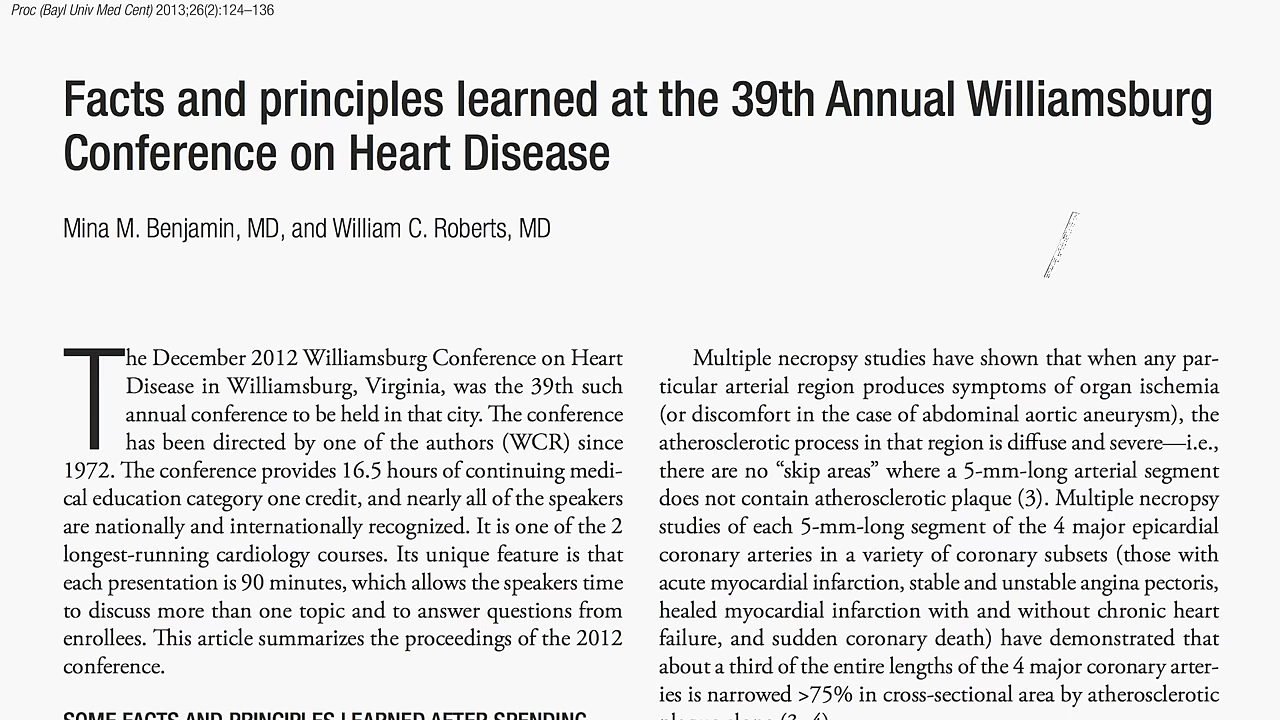 Proc (Bayl Univ Med Cent) 2013;26(2):124–136
Facts and principles learned at the 39th Annual Williamsburg
Conference on Heart Disease
Mina M. Benjamin, MD, and William C. Roberts, MD
The December 2012 Williamsburg Conference on Heart
Disease in Williamsburg, Virginia, was the 39th such
annual conference to be held in that city. The conference
has been directed by one of the authors (WCR) since
1972. The conference provides 16.5 hours of continuing medi-
cal education category one credit, and nearly all of the speakers
are nationally and internationally recognized. It is one of the 2
longest-running cardiology courses. Its unique feature is that
each presentation is 90 minutes, which allows the speakers time
to discuss more than one topic and to answer questions from
enrollees. This article summarizes the proceedings of the 2012
conference.
SOME FACTS AND PRINCIPLES LEARNED AFTER SPENDING
Multiple necropsy studies have shown that when any par-
ticular arterial region produces symptoms of organ ischemia
(or discomfort in the case of abdominal aortic aneurysm), the
atherosclerotic process in that region is diffuse and severe—i.e.,
there are no “skip areas” where a 5-mm-long arterial segment
does not contain atherosclerotic plaque (3). Multiple necropsy
studies of each 5-mm-long segment of the 4 major epicardial
coronary arteries in a variety of coronary subsets (those with
acute myocardial infarction, stable and unstable angina pectoris,
healed myocardial infarction with and without chronic heart
failure, and sudden coronary death) have demonstrated that
about a third of the entire lengths of the 4 major coronary arter-
ies is narrowed >75% in cross-sectional area by atherosclerotic
plaque alone (3, 4).